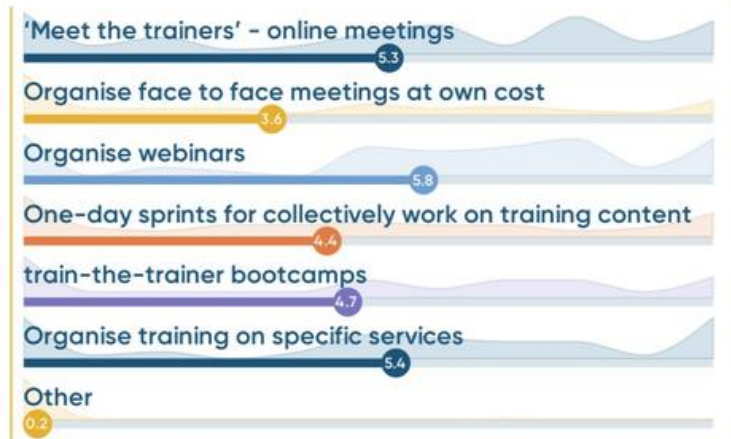 ‘Meet the trainers’ - online meetings
5.3
Organise face to face meetings at own cost
3.6
Organise webinars
5.8
One-day sprints for collectively work on training content
4.4
train-the-trainer bootcamps
4.7
Organise training on specific services
5.4
Other
0.2